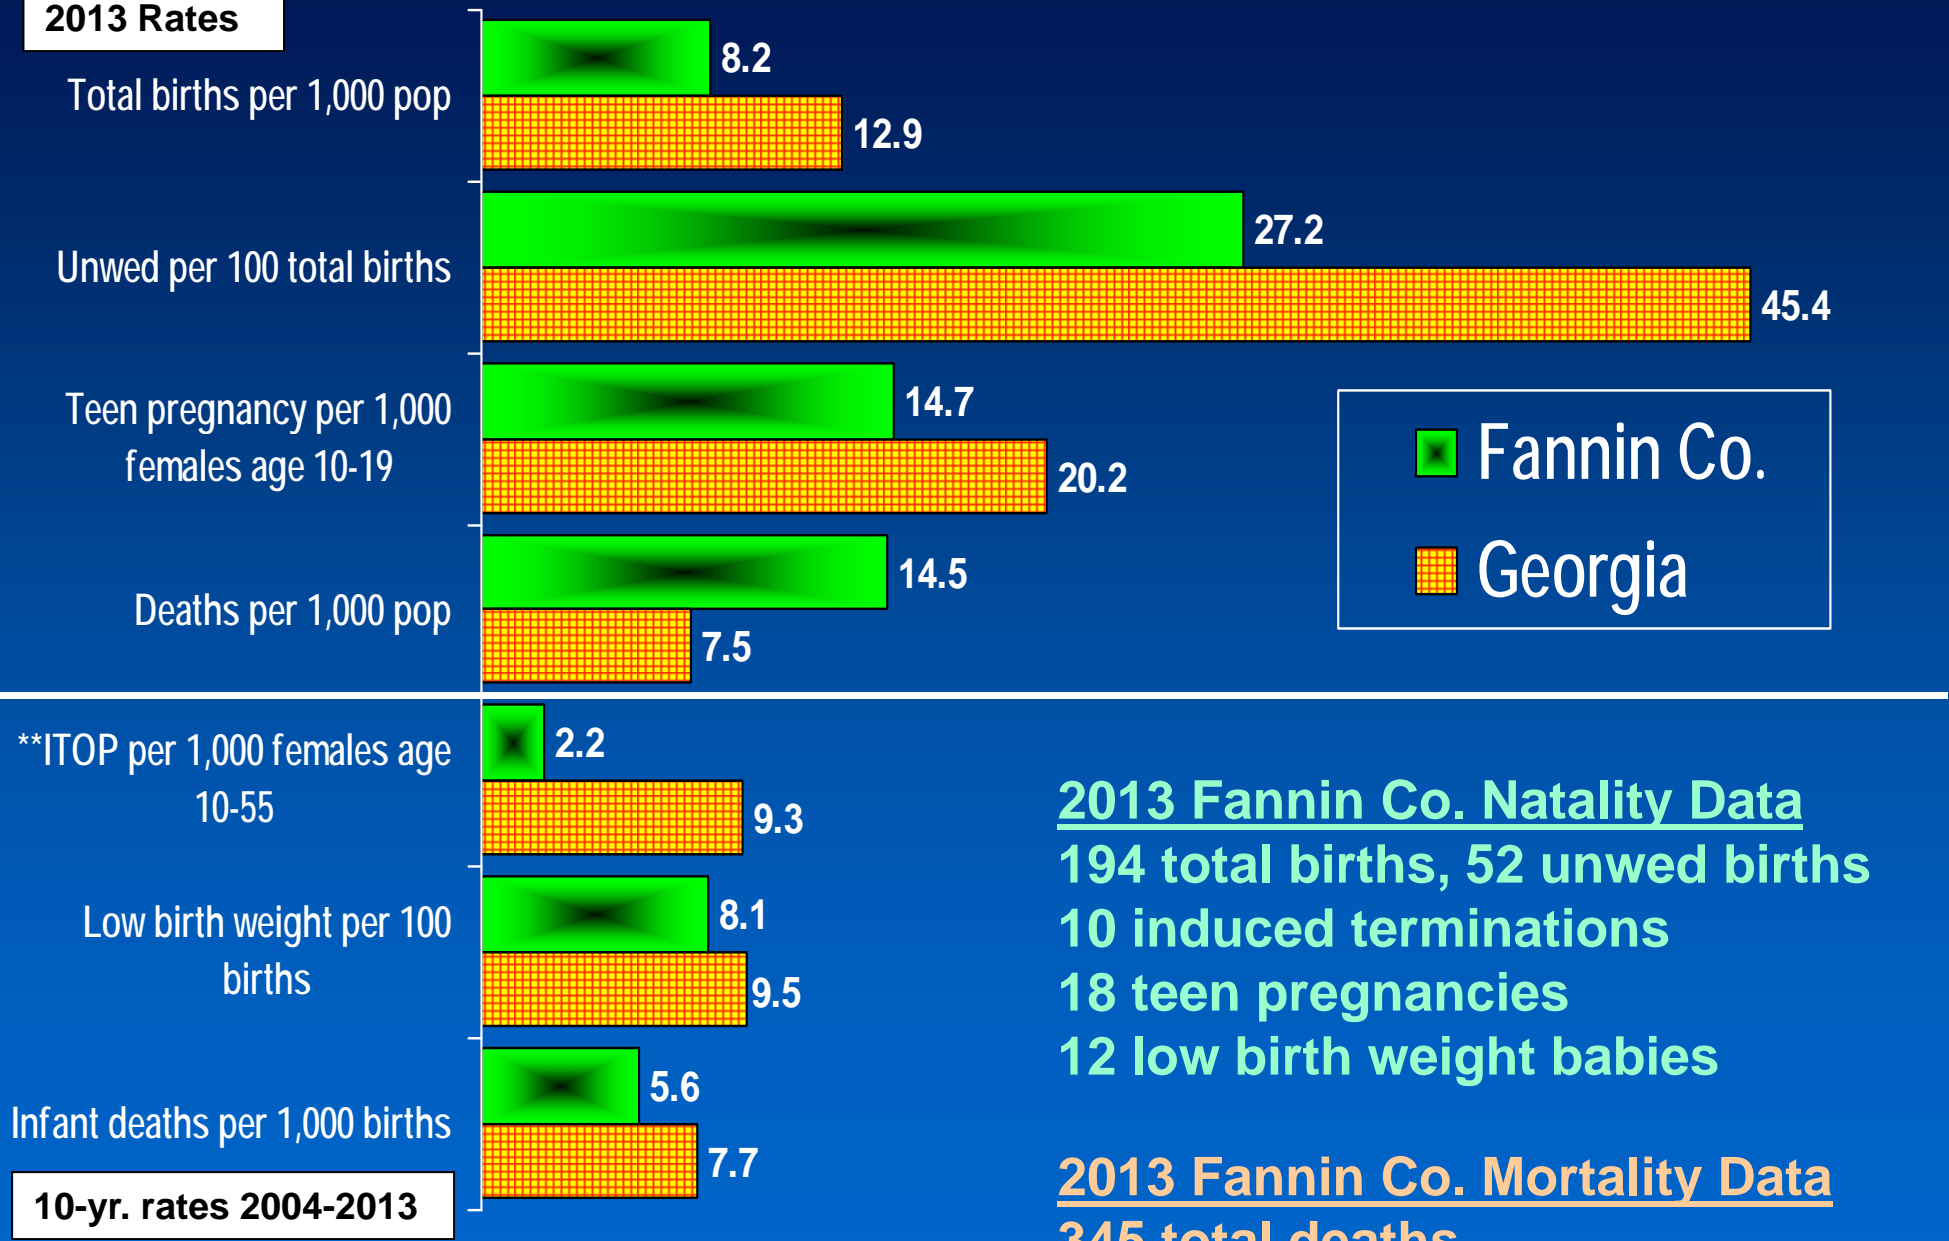 2013 Rates
Total births per 1,000 pop
8.2
12.9
Unwed per 100 total births
27.2
45.4
Teen pregnancy per 1,000
females age 10-19
14.7
20.2
Deaths per 1,000 pop
14.5
7.5
Fannin Co.
Georgia
**ITOP per 1,000 females age
10-55
2.2
9.3
Low birth weight per 100
births
8.1
9.5
Infant deaths per 1,000 births
5.6
7.7
10-yr. rates 2004-2013
2013 Fannin Co. Natality Data
194 total births, 52 unwed births
10 induced terminations
18 teen pregnancies
12 low birth weight babies
2013 Fannin Co. Mortality Data
345 total deaths